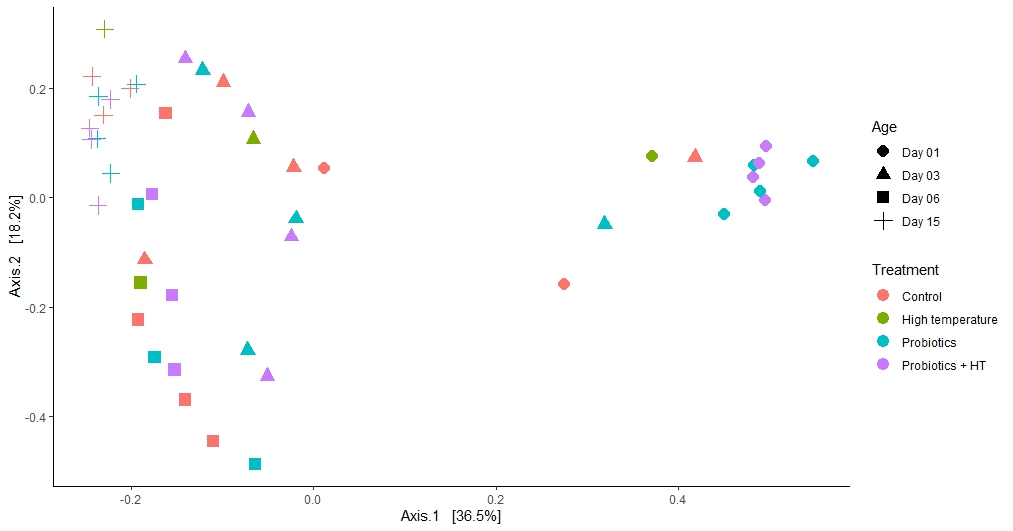 0.2
0.0
-0.2
-0.4
Axis.2 [18.2%]
-0.2
0.0
0.2
0.4
Axis.1 [36.5%]
Age
Day 01
Day 03
Day 06
Day 15
Treatment
Control
High temperature
Probiotics
Probiotics + HT